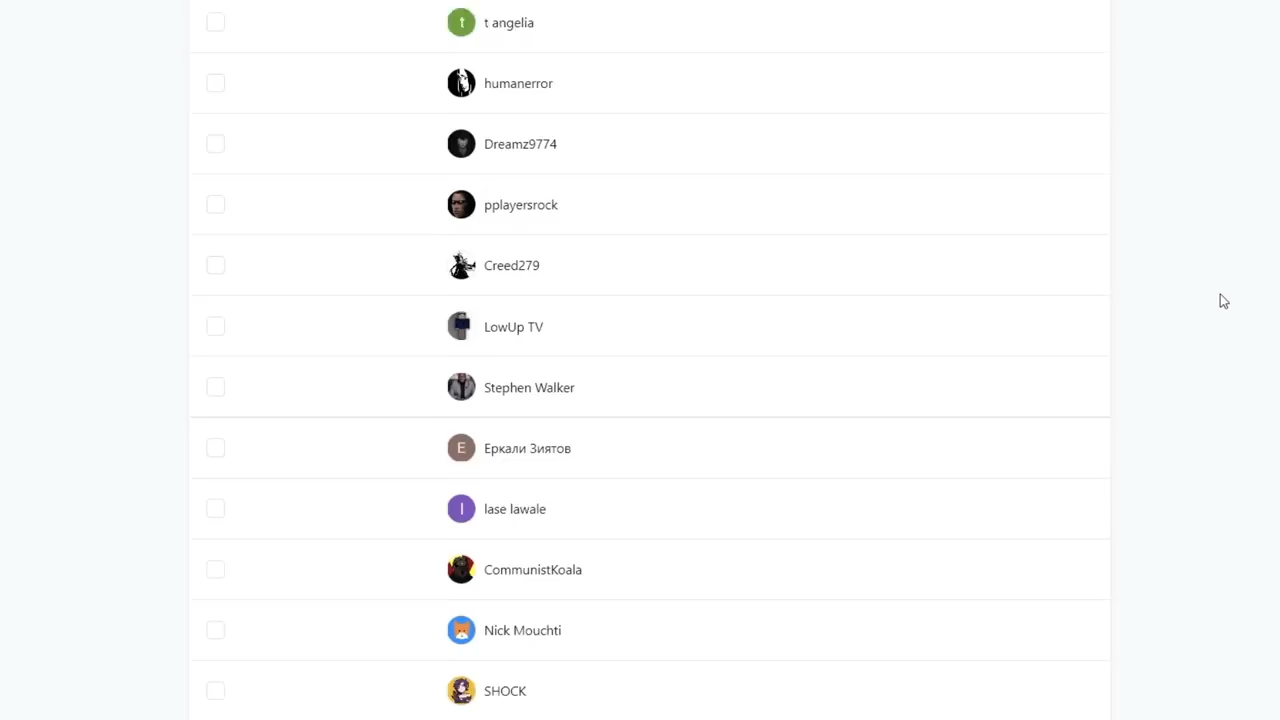 t
t angelia
humanerror
Dreamz9774
pplayersrock
Creed279
LowUp TV
Stephen Walker
E
Еркали Зиятов
l
lase lawale
CommunistKoala
Nick Mouchti
SHOCK